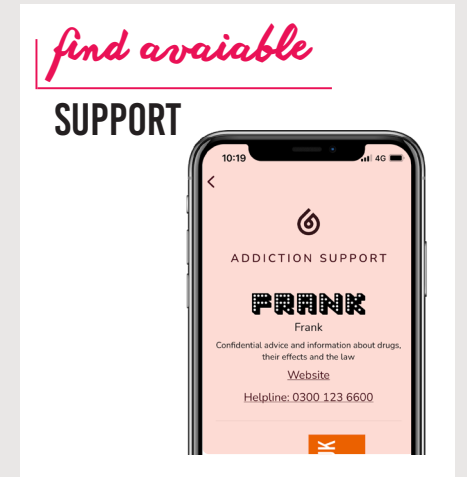 find avaiable
SUPPORT
10:19
4G
ADDICTION SUPPORT
FRANK
Frank
Confidential advice and information about drugs,
their effects and the law
Website
Helpline: 0300 123 6600